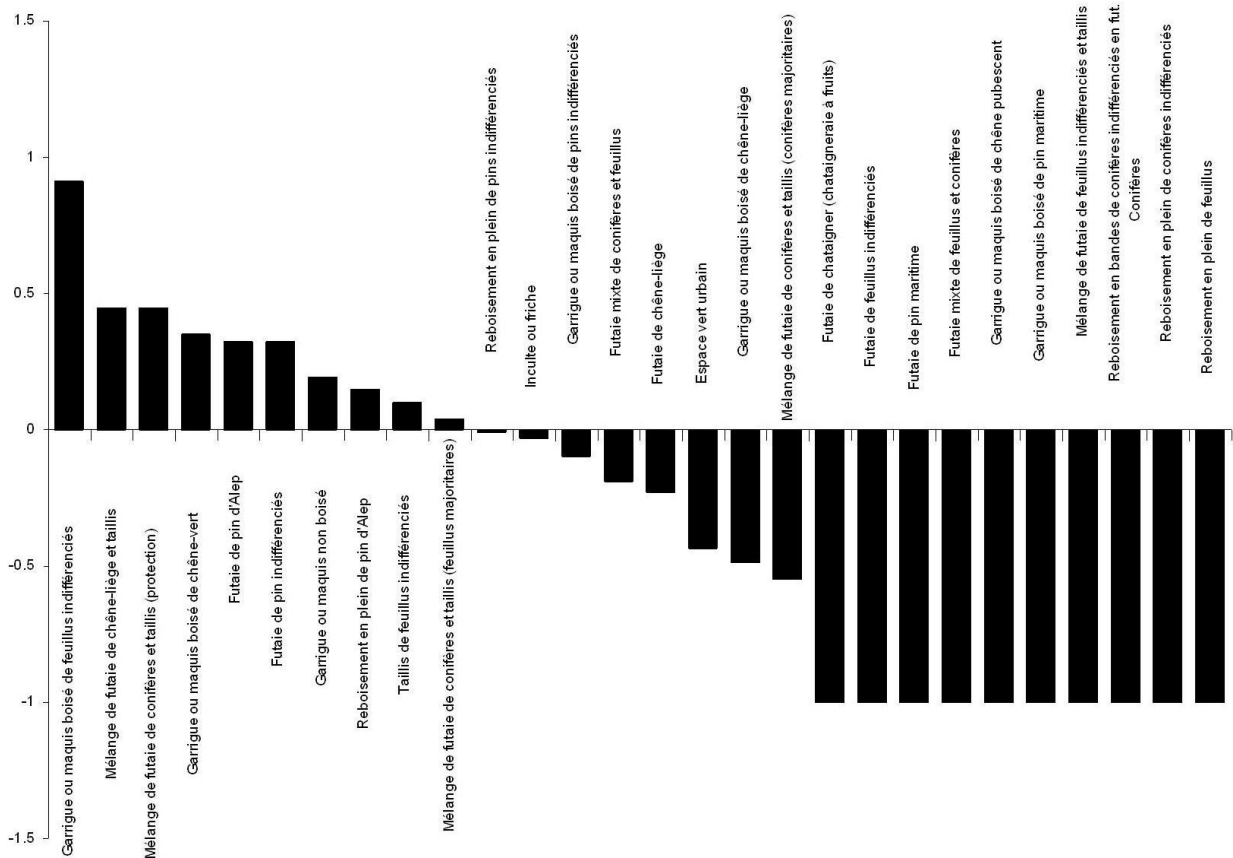 1.5
1
0.5
0
-0.5
-1
-1.5
Garrigue ou maquis boisé de feuillus indifférenciés
Mélange de futaie de chêne-liège et taillis
Mélange de futaie de conifères et taillis (protection)
Garrigue ou maquis boisé de chêne-vert
Futaie de pin d'Alep
Futaie de pin indifférenciés
Garrigue ou maquis non boisé
Reboisement en plein de pin d'Alep
Taillis de feuillus indifférenciés
Mélange de futaie de conifères et taillis (feuillus majoritaires)
Reboisement en plein de pins indifférenciés
Inculte ou friche
Garrigue ou maquis boisé de pins indifférenciés
Futaie mixte de conifères et feuillus
Futaie de chêne-liège
Espace vert urbain
Garrigue ou maquis boisé de chêne-liège
Mélange de futaie de conifères et taillis (conifères majoritaires)
Futaie de chataigner (chataigneraie à fruits)
Futaie de feuillus indifférenciés
Futaie de pin maritime
Futaie mixte de feuillus et conifères
Garrigue ou maquis boisé de chêne pubescent
Garrigue ou maquis boisé de pin maritime
Mélange de futaie de feuillus indifférenciés et taillis
Reboisement en bandes de conifères indifférenciés en fut.
Conifères
Reboisement en plein de conifères indifférenciés
Reboisement en plein de feuillus